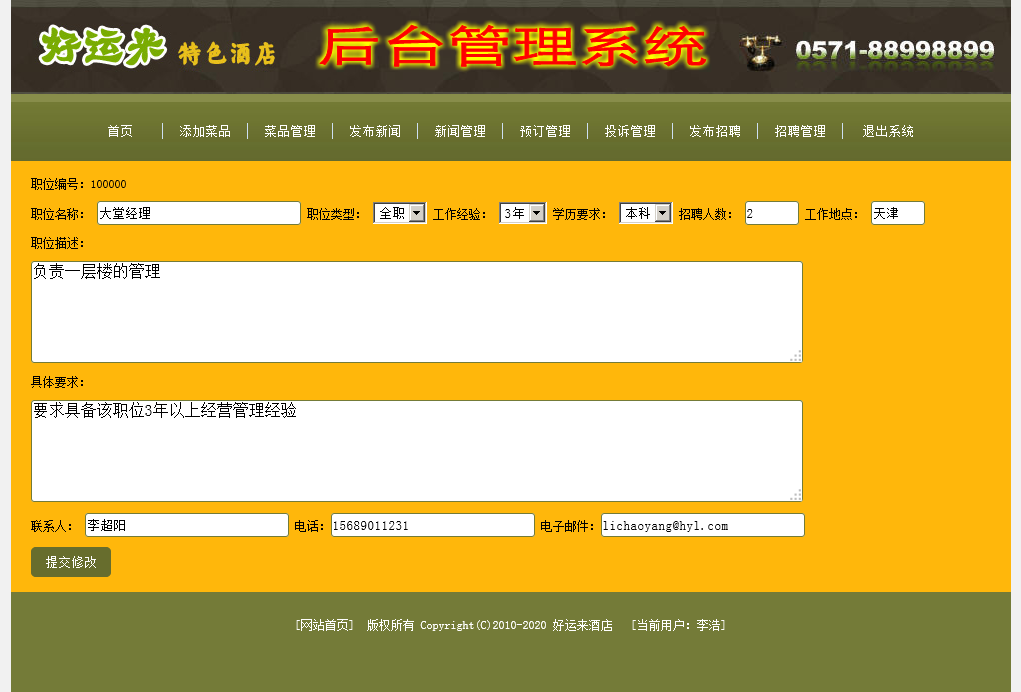 好运来 特色酒店 后台管理系统 0571-88998899
首页 添加菜品 菜品管理 发布新闻 新闻管理 预订管理 投诉管理 发布招聘 招聘管理 退出系统
职位编号：100000
职位名称： 大堂经理 职位类型： 全职 工作经验： 3年 学历要求： 本科 招聘人数： 2 工作地点： 天津
职位描述：
负责一层楼的管理
具体要求：
要求具备该职位3年以上经营管理经验
联系人： 李超阳 电话：15689011231 电子邮件：lichaoyang@hyl.com
提交修改
[网站首页] 版权所有 Copyright(C)2010-2020 好运来酒店 [当前用户：李浩]